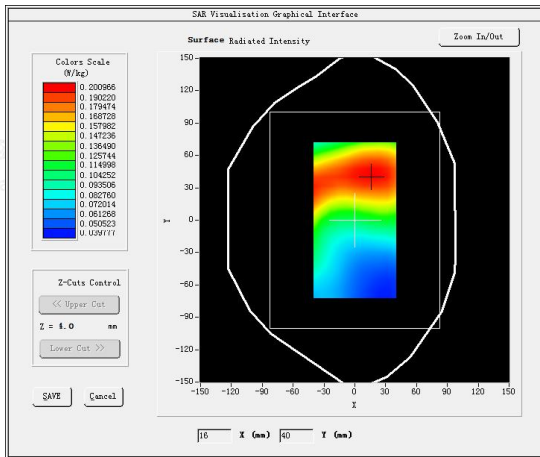 SAR Visualisation Graphical Interface
Surface Radiated Intensity
Zoom In/Out
Colors Scale
(W/kg)
0.200966
0.190220
0.179474
0.168728
0.157982
0.147236
0.136490
0.125744
0.114998
0.104252
0.093506
0.082760
0.072014
0.061268
0.050523
0.039777
Z-Cuts Control
<< Upper Cut
Z = 4.0 mm
Lower Cut >>
SAVE
Cancel
150
120
90
60
30
0
-30
-60
-90
-120
-150
Y
-150 -120 -90 -60 -30 0 30 60 90 120 150
X
16 X (mm) 40 Y (mm)